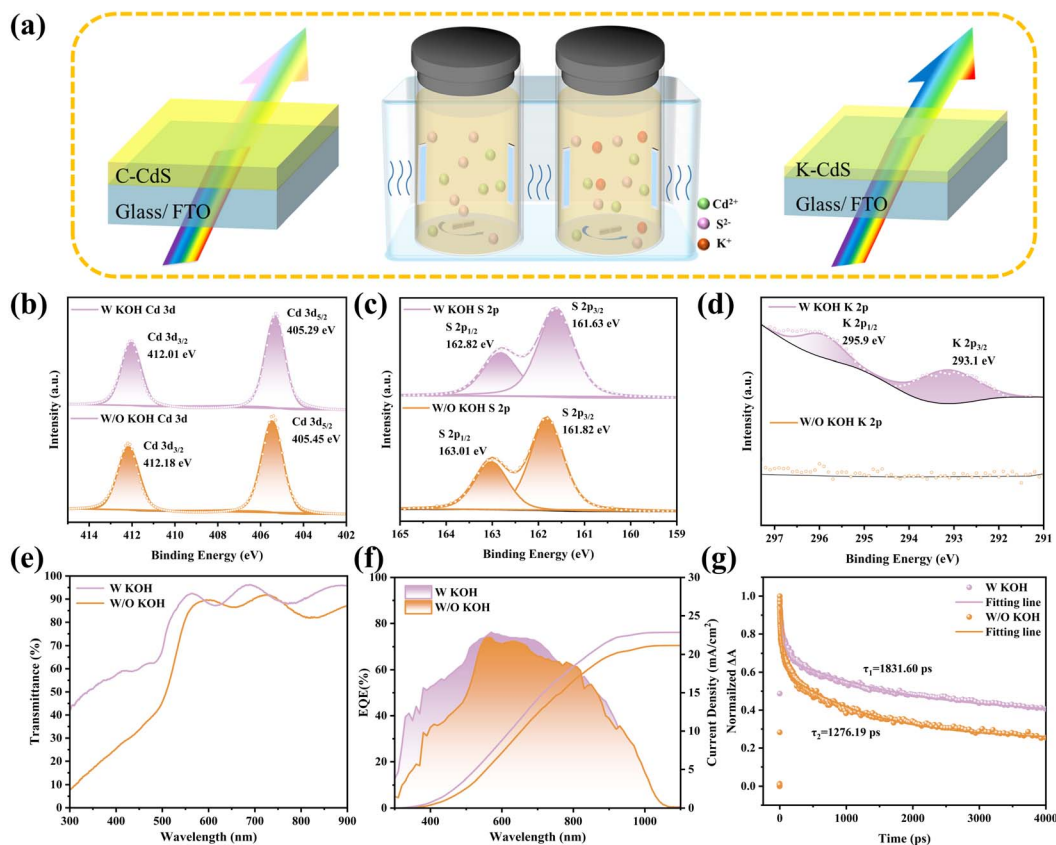 (a)
C-CdS
Glass/ FTO
Cd²⁺
S²⁻
K⁺
K-CdS
Glass/ FTO
(b)
W KOH Cd 3d
Cd 3d₅/₂
405.29 eV
Cd 3d₃/₂
412.01 eV
W/O KOH Cd 3d
Cd 3d₅/₂
405.45 eV
Cd 3d₃/₂
412.18 eV
Intensity (a.u.)
414 412 410 408 406 404 402
Binding Energy (eV)
(c)
W KOH S 2p
S 2p₃/₂
161.63 eV
S 2p₁/₂
162.82 eV
W/O KOH S 2p
S 2p₃/₂
161.82 eV
S 2p₁/₂
163.01 eV
Intensity (a.u.)
165 164 163 162 161 160 159
Binding Energy (eV)
(d)
W KOH K 2p
K 2p₁/₂
295.9 eV
K 2p₃/₂
293.1 eV
W/O KOH K 2p
Intensity (a.u.)
297 296 295 294 293 292 291
Binding Energy (eV)
(e)
W KOH
W/O KOH
Transmittance (%)
100
90
80
70
60
50
40
30
20
10
0
300 400 500 600 700 800 900
Wavelength (nm)
(f)
W KOH
W/O KOH
EQE(%)
100
80
60
40
20
0
Current Density (mA/cm²)
30
25
20
15
10
5
0
400 600 800 1000
Wavelength (nm)
(g)
W KOH
Fitting line
W/O KOH
Fitting line
τ₁=1831.60 ps
τ₂=1276.19 ps
Normailzed ΔA
1.0
0.8
0.6
0.4
0.2
0.0
0 1000 2000 3000 4000
Time (ps)